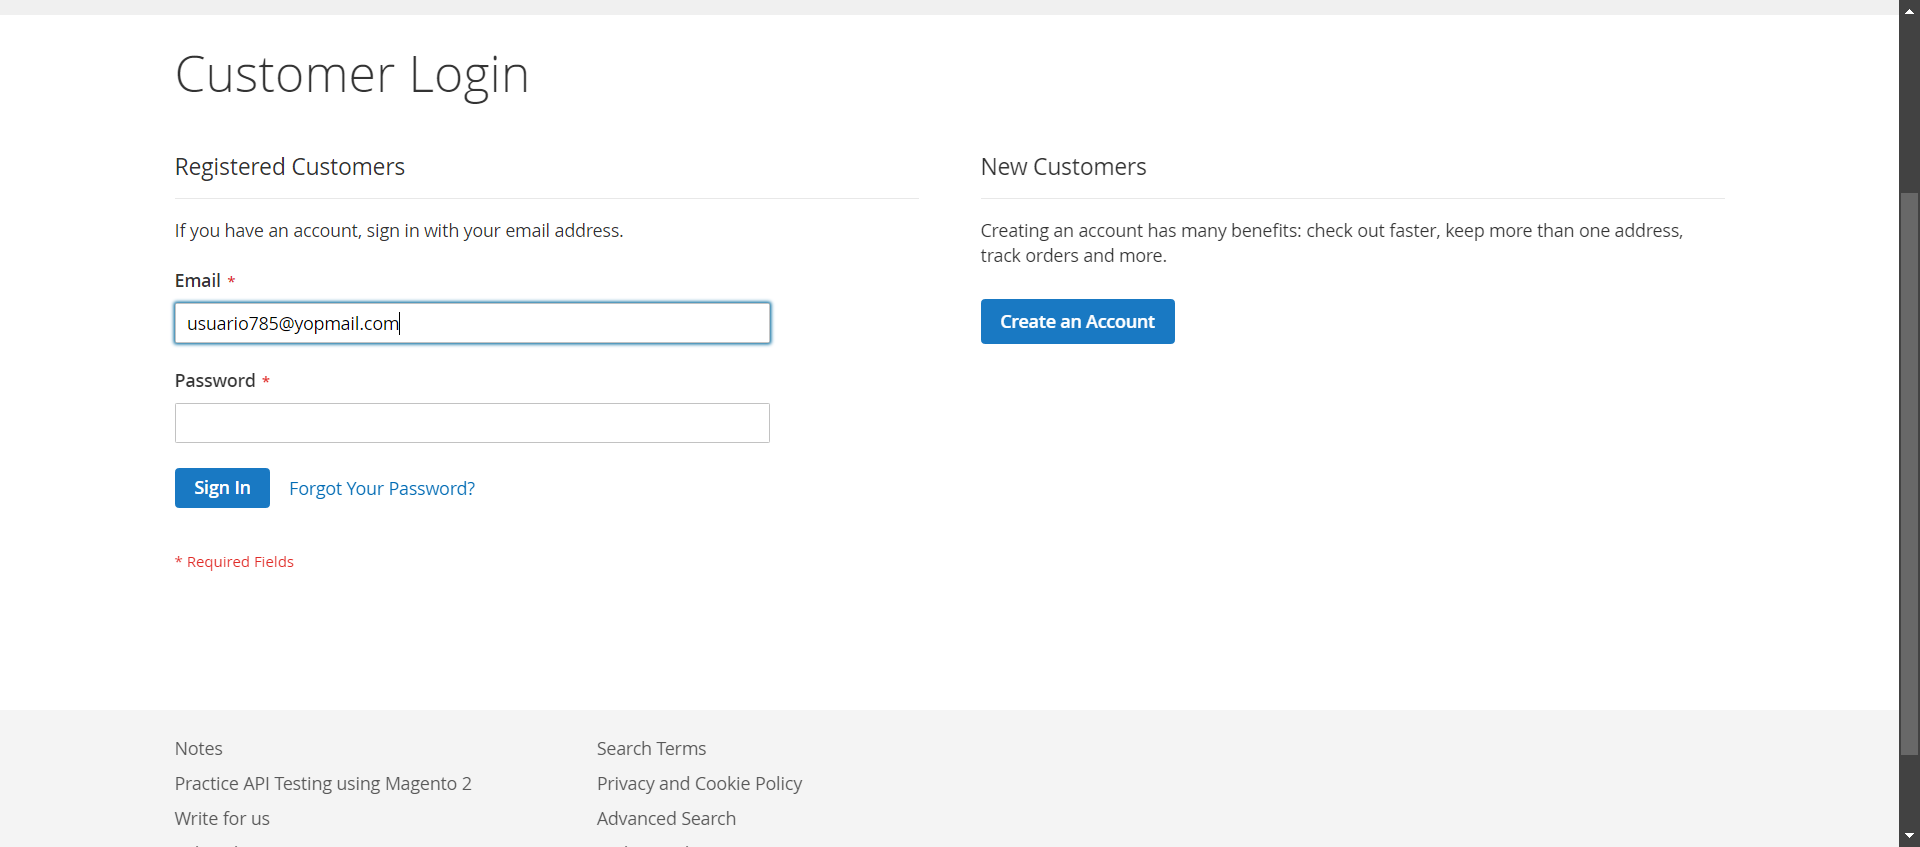 Customer Login
Registered Customers
If you have an account, sign in with your email address.
Email *
usuario785@yopmail.com
Password *
Sign In
Forgot Your Password?
* Required Fields
New Customers
Creating an account has many benefits: check out faster, keep more than one address,
track orders and more.
Create an Account
Notes
Practice API Testing using Magento 2
Write for us
Search Terms
Privacy and Cookie Policy
Advanced Search